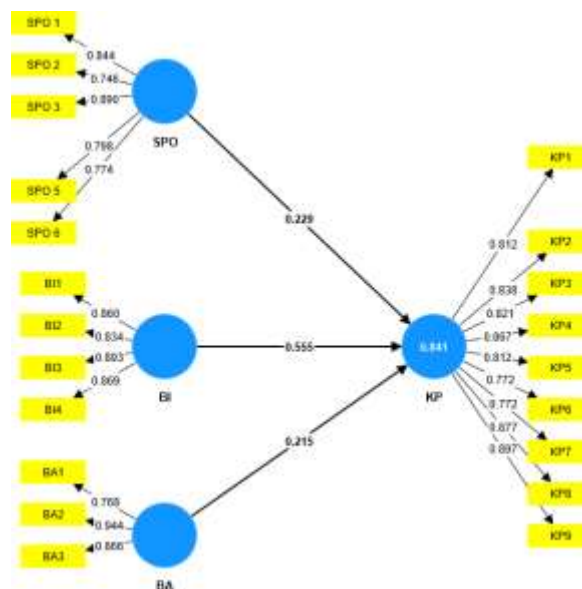 SPO 1
0.844
SPO 2
0.748
SPO 3
0.890
SPO
0.798
0.774
SPO 5
SPO 6
0.229
KP1
0.812
KP2
0.838
KP3
0.821
KP4
0.867
KP5
0.812
KP6
0.772
KP7
0.772
KP8
0.877
KP9
0.897
0.841
KP
BI1
0.860
BI2
0.834
BI3
BI4
0.869
BI
0.555
0.215
BA1
0.768
BA2
0.944
BA3
0.866
BA